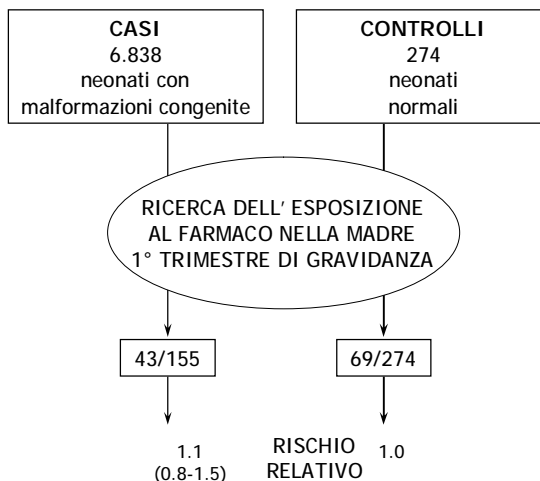 CASI
6.838
neonati con
malformazioni congenite
CONTROLLI
274
neonati
normali
RICERCA DELL' ESPOSIZIONE
AL FARMACO NELLA MADRE
1° TRIMESTRE DI GRAVIDANZA
43/155
69/274
1.1
(0.8-1.5)
RISCHIO
RELATIVO
1.0